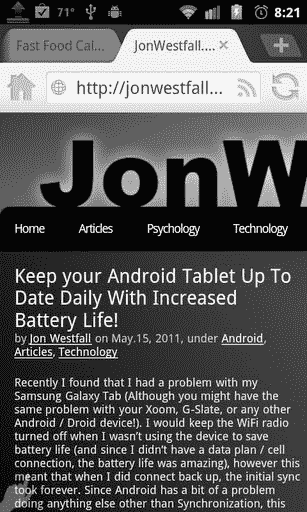 71° 8:21
Fast Food Cal... JonWestfall....
http://jonwestfall...
JonW
Home Articles Psychology Technology
Keep your Android Tablet Up To
Date Daily With Increased
Battery Life!
by Jon Westfall on May.15, 2011, under Android,
Articles, Technology
Recently I found that I had a problem with my
Samsung Galaxy Tab (Although you might have the
same problem with your Xoom, G-Slate, or any other
Android / Droid device!). I would keep the WiFi radio
turned off when I wasn't using the device to save
battery life (and since I didn't have a data plan / cell
connection, the battery life was amazing), however this
meant that when I did connect back up, the initial sync
took forever. Since Android has a bit of a problem
doing anything else other than Synchronization, this